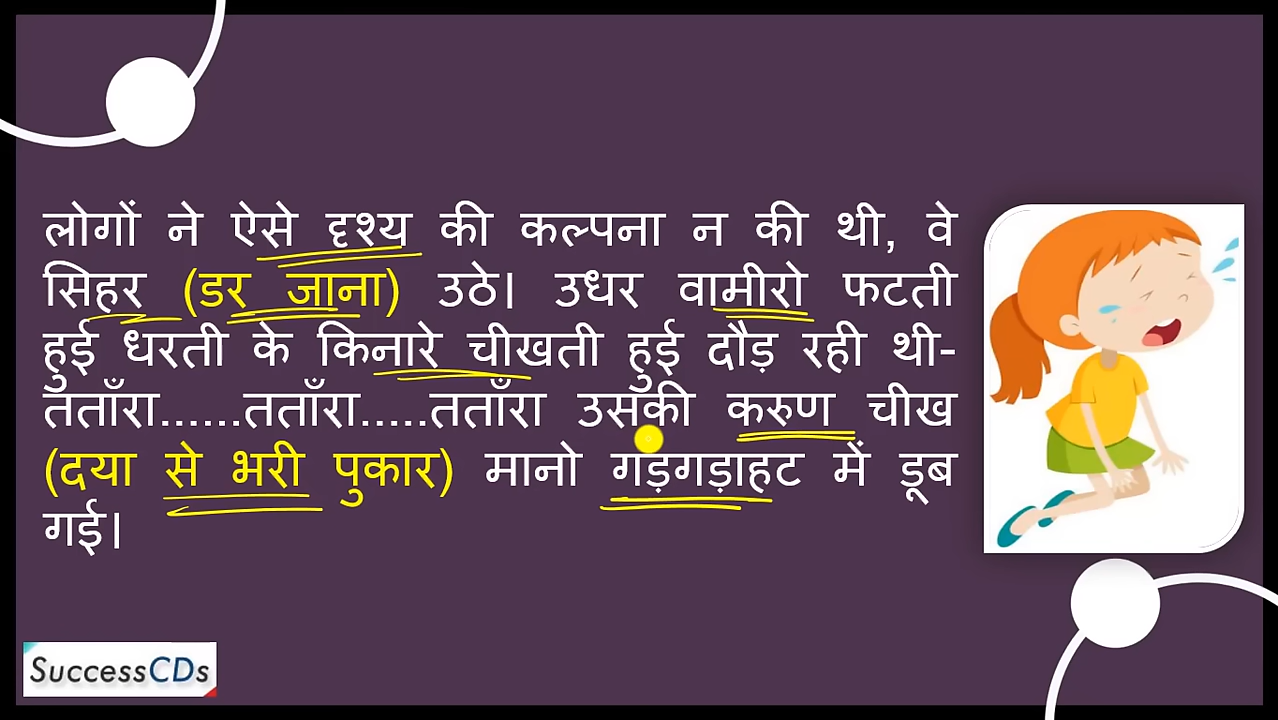 लोगों ने ऐसे दृश्य की कल्पना न की थी, वे
सिहर (डर जाना) उठे। उधर वामीरो फटती
हुई धरती के किनारे चीखती हुई दौड़ रही थी-
तताँरा......तताँरा.....तताँरा उसकी करुण चीख
(दया से भरी पुकार) मानो गड़गड़ाहट में डूब
गई।
SuccessCDs